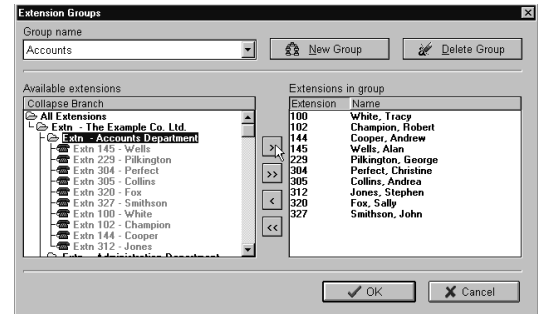 Extension Groups
Group name
Accounts
New Group
Delete Group
Available extensions
Collapse Branch
All Extensions
Extn - The Example Co. Ltd.
Extn - Accounts Department
Extn 145 - Wells
Extn 229 - Pilkington
Extn 304 - Perfect
Extn 305 - Collins
Extn 320 - Fox
Extn 327 - Smithson
Extn 100 - White
Extn 102 - Champion
Extn 144 - Cooper
Extn 312 - Jones
Extn - Administration Department
>
>>
<
<<
Extensions in group
Extension Name
100 White, Tracy
102 Champion, Robert
144 Cooper, Andrew
145 Wells, Alan
229 Pilkington, George
304 Perfect, Christine
305 Collins, Andrea
312 Jones, Stephen
320 Fox, Sally
327 Smithson, John
OK
Cancel